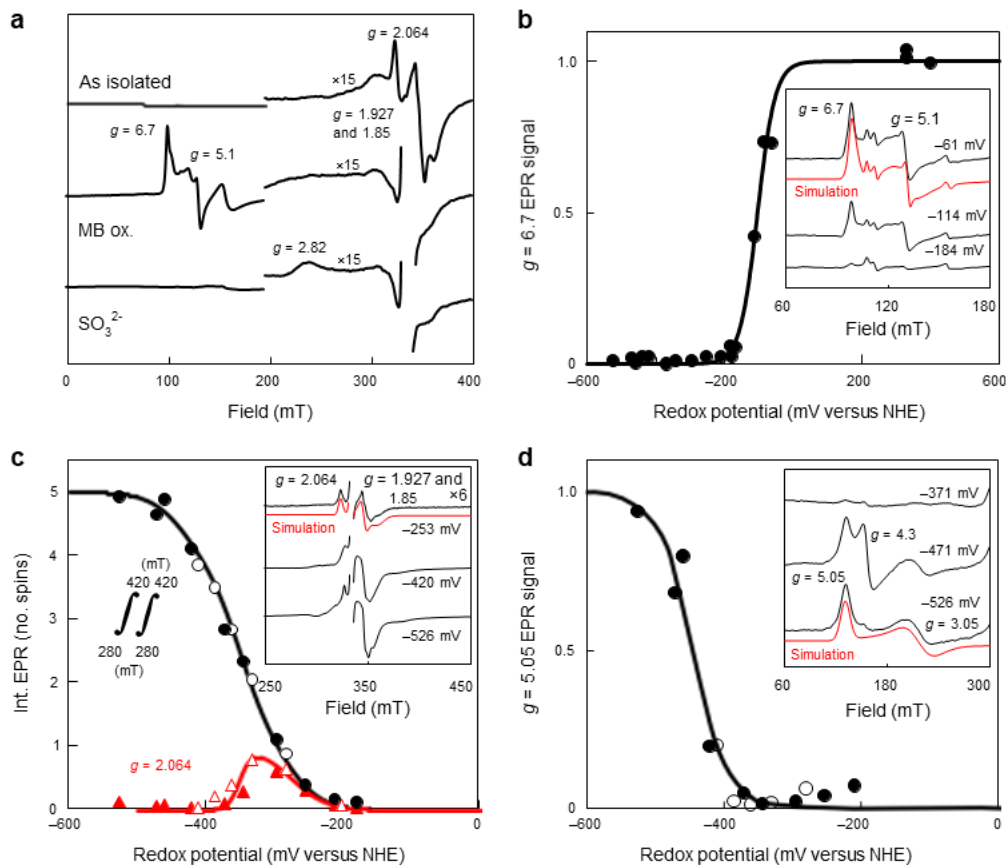 a
g = 2.064
As isolated
×15
g = 1.927
and 1.85
g = 6.7
g = 5.1
×15
MB ox.
g = 2.82
×15
SO₃²⁻
0 100 200 300 400
Field (mT)
b
1.0
0.5
0
g = 6.7 EPR signal
g = 6.7
g = 5.1
–61 mV
Simulation
–114 mV
–184 mV
60 120 180
Field (mT)
–600 –200 200 600
Redox potential (mV versus NHE)
c
5
4
3
2
1
0
Int. EPR (no. spins)
(mT)
420 420
280 280
(mT)
g = 2.064
g = 2.064
g = 1.927 and
1.85
×6
Simulation
–253 mV
–420 mV
–526 mV
250 350 450
Field (mT)
–600 –400 –200 0
Redox potential (mV versus NHE)
d
1.0
0.5
0
g = 5.05 EPR signal
–371 mV
g = 4.3
–471 mV
g = 5.05
–526 mV
g = 3.05
Simulation
60 180 300
Field (mT)
–600 –400 –200 0
Redox potential (mV versus NHE)